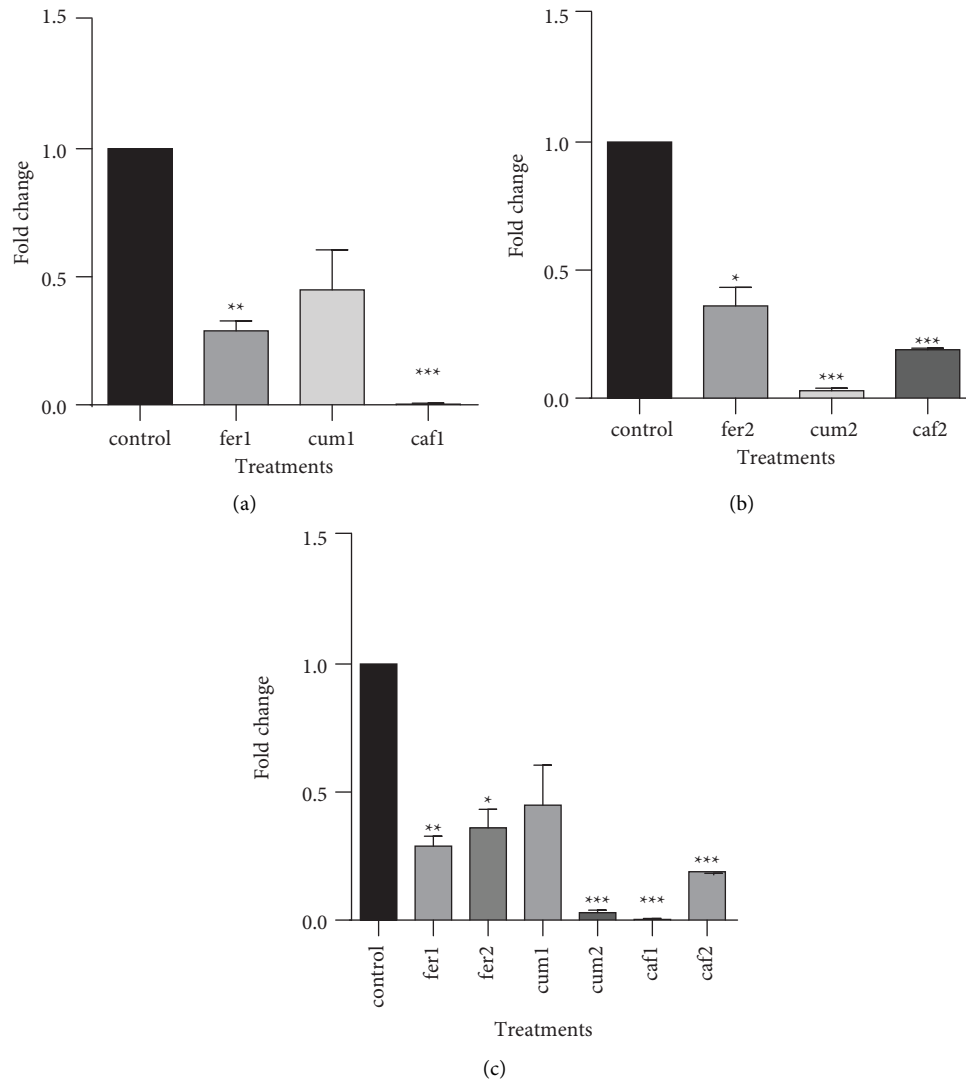 1.5
1.0
0.5
0.0
Fold change
**
***
control fer1 cum1 caf1
Treatments
(a)
1.5
1.0
0.5
0.0
Fold change
*
***
***
control fer2 cum2 caf2
Treatments
(b)
1.5
1.0
0.5
0.0
Fold change
**
*
***
***
***
control
fer1
fer2
cum1
cum2
caf1
caf2
Treatments
(c)